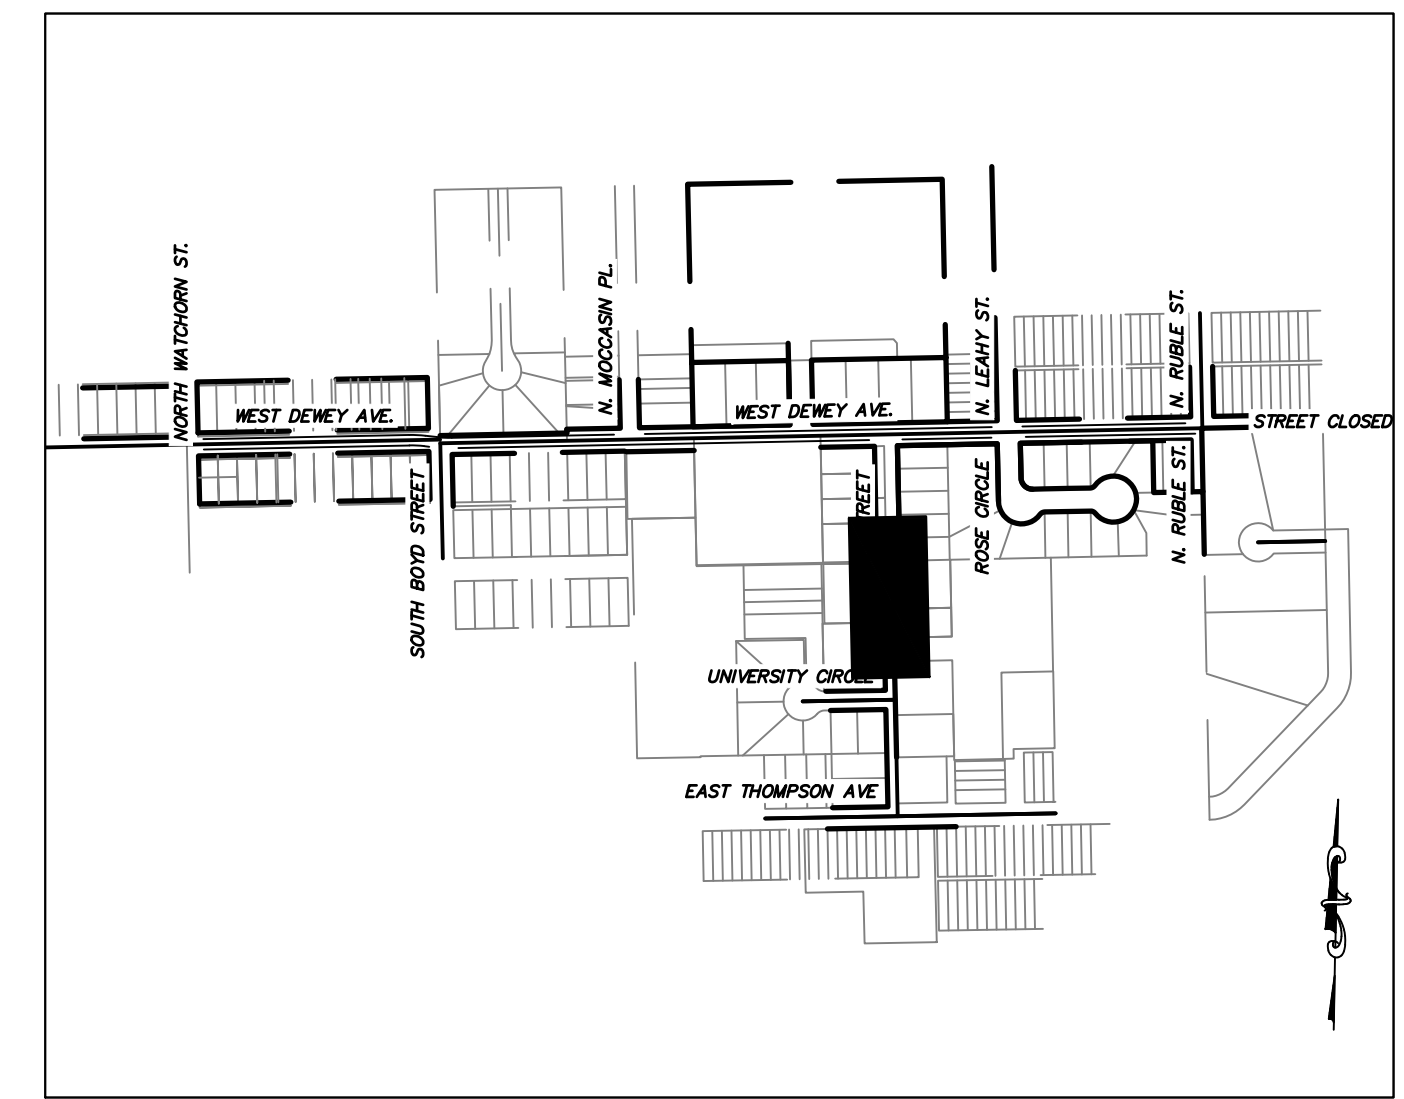 NORTH WATCHORN ST.
N. MOCCASIN PL.
N. LEAHY ST.
N. RUBLE ST.
WEST DEWEY AVE.
WEST DEWEY AVE.
STREET CLOSED
SOUTH BOYD STREET
TREET
ROSE CIRCLE
N. RUBLE ST.
UNIVERSITY CIRCLE
EAST THOMPSON AVE